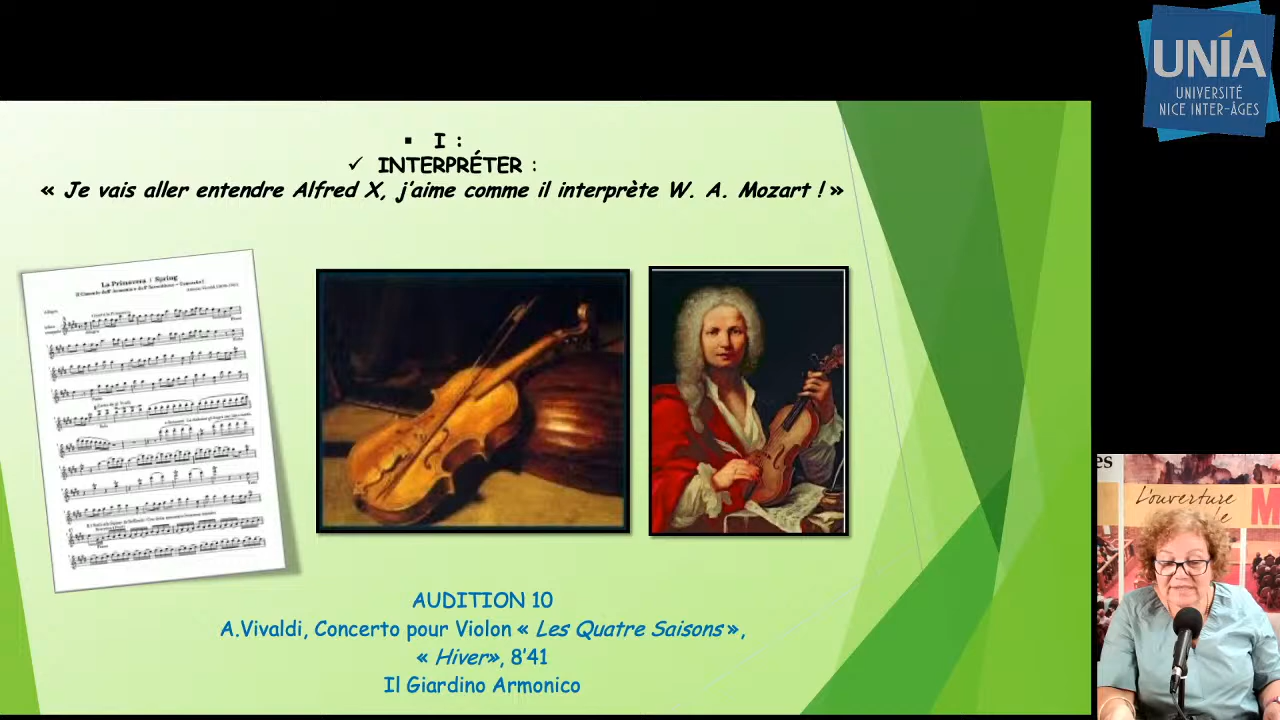 UNIA
UNIVERSITÉ
NICE INTER-ÂGES
▪ I :
✓ INTERPRÉTER :
« Je vais aller entendre Alfred X, j'aime comme il interprète W. A. Mozart ! »
La Primavera / Spring
AUDITION 10
A.Vivaldi, Concerto pour Violon « Les Quatre Saisons »,
« Hiver», 8'41
Il Giardino Armonico
es
L'ouverture
M